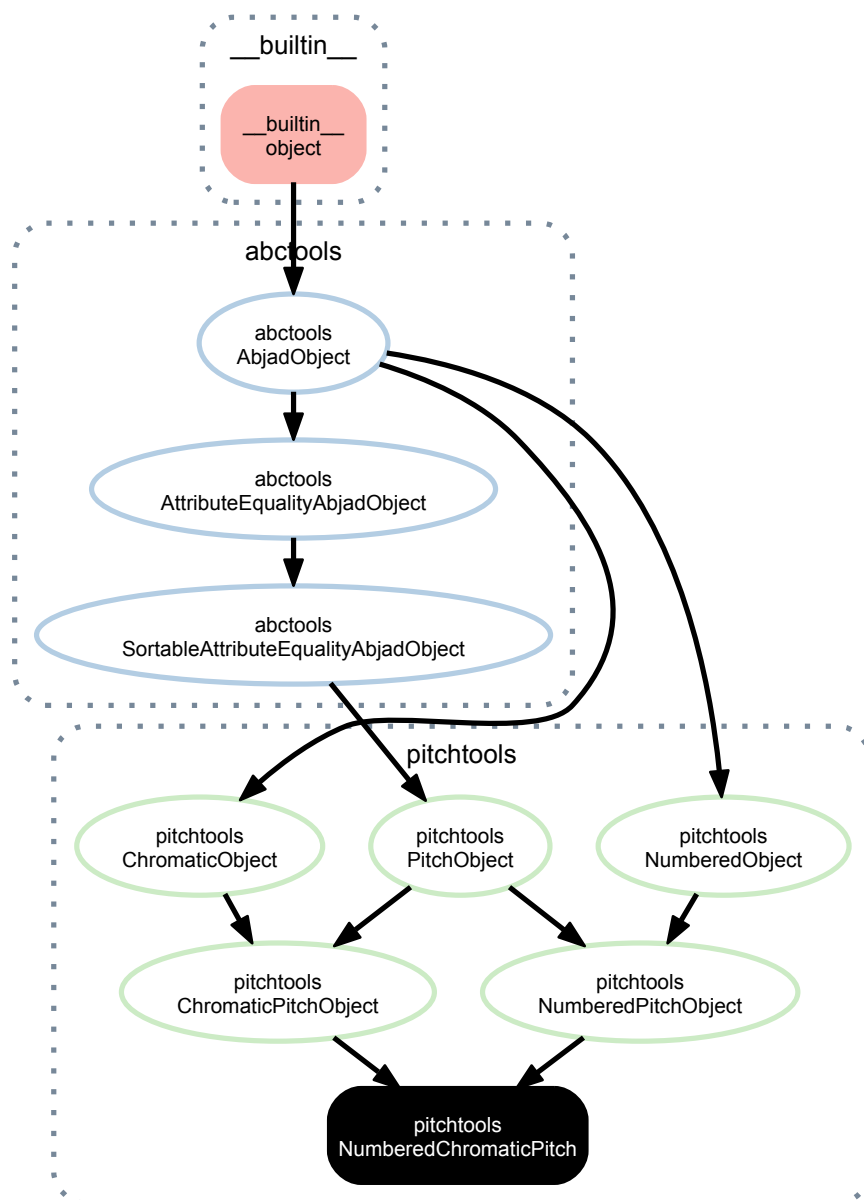 __builtin__
__builtin__
object
abctools
abctools
AbjadObject
abctools
AttributeEqualityAbjadObject
abctools
SortableAttributeEqualityAbjadObject
pitchtools
pitchtools
ChromaticObject
pitchtools
PitchObject
pitchtools
NumberedObject
pitchtools
ChromaticPitchObject
pitchtools
NumberedPitchObject
pitchtools
NumberedChromaticPitch